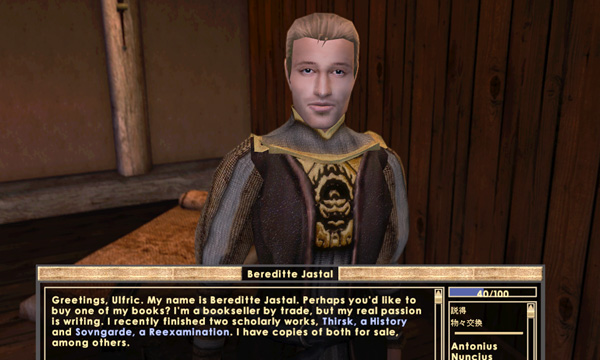 Bereditte Jastal
Greetings, Ulfric. My name is Bereditte Jastal. Perhaps you'd like to
buy one of my books? I'm a bookseller by trade, but my real passion
is writing. I recently finished two scholarly works, Thirsk, a History
and Sovngarde, a Reexamination. I have copies of both for sale,
among others.
40/100
説得
物々交換
Antonius
Nuncius